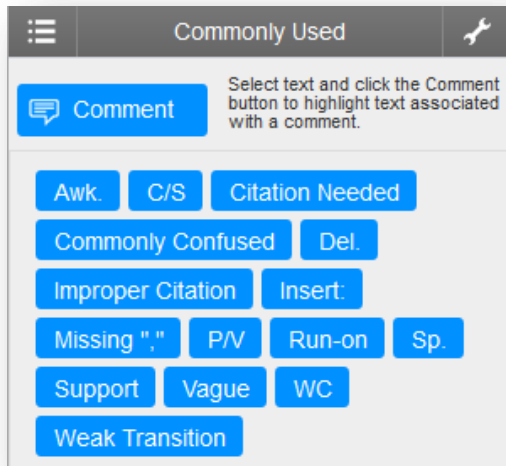 Commonly Used
Comment
Select text and click the Comment
button to highlight text associated
with a comment.
Awk. C/S Citation Needed
Commonly Confused Del.
Improper Citation Insert:
Missing "," P/V Run-on Sp.
Support Vague WC
Weak Transition